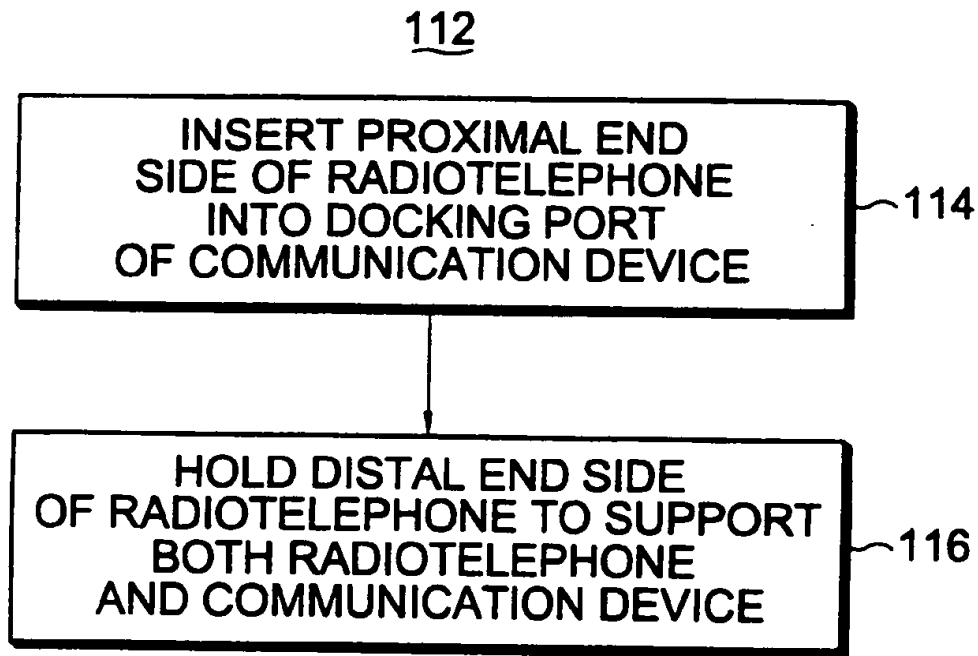 112
INSERT PROXIMAL END
SIDE OF RADIOTELEPHONE
INTO DOCKING PORT
OF COMMUNICATION DEVICE
114
HOLD DISTAL END SIDE
OF RADIOTELEPHONE TO SUPPORT
BOTH RADIOTELEPHONE
AND COMMUNICATION DEVICE
116